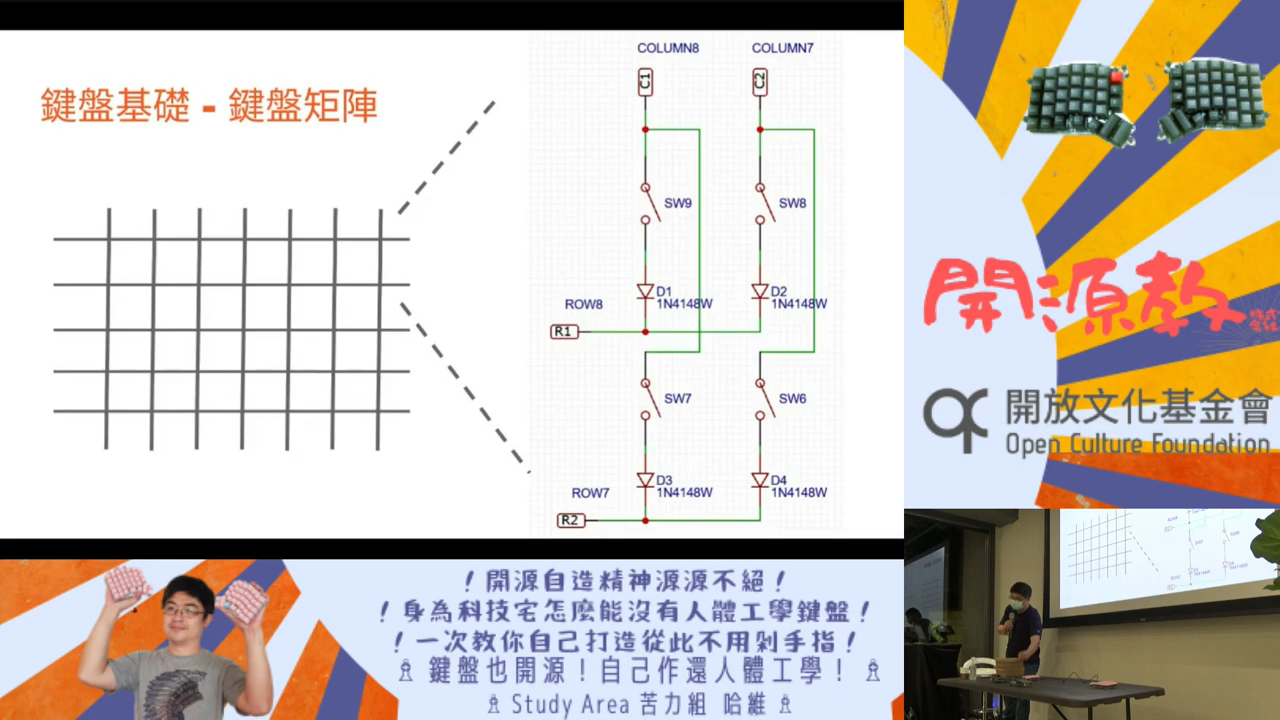 鍵盤基礎 - 鍵盤矩陣
COLUMN8
COLUMN7
C1
C2
SW9
SW8
D1
1N4148W
D2
1N4148W
ROW8
R1
SW7
SW6
D3
1N4148W
D4
1N4148W
ROW7
R2
開源教
株式
会社
開放文化基金會
Open Culture Foundation
！開源自造精神源源不絕！
！身為科技宅怎麼能沒有人體工學鍵盤！
！一次教你自己打造從此不用剁手指！
鍵盤也開源！自己作還人體工學！
Study Area 苦力組 哈維